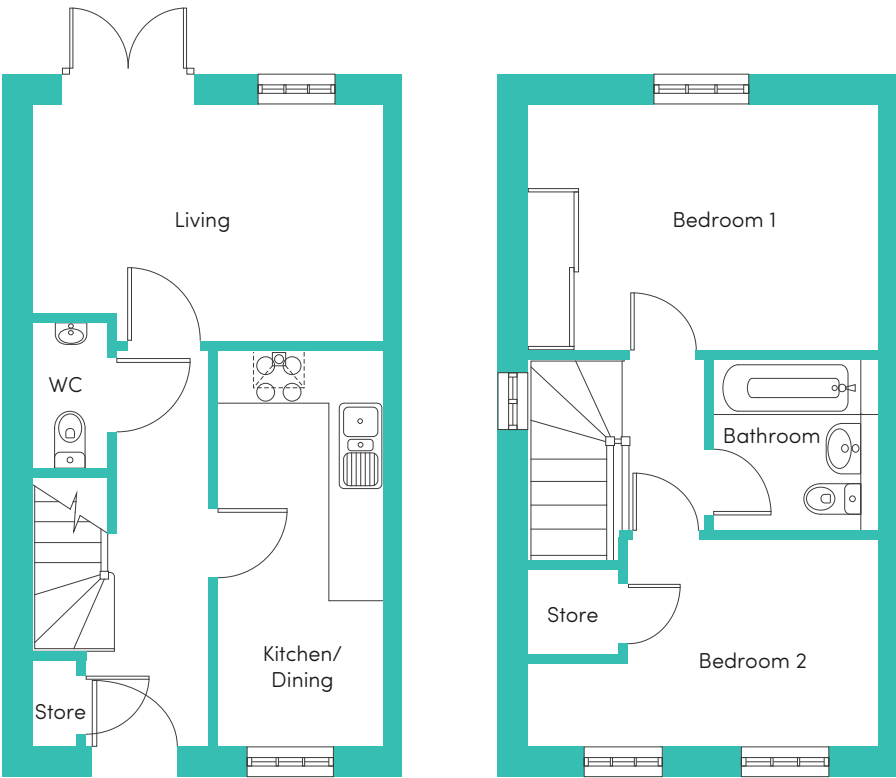 Living
WC
Kitchen/
Dining
Store
Bedroom 1
Bathroom
Store
Bedroom 2